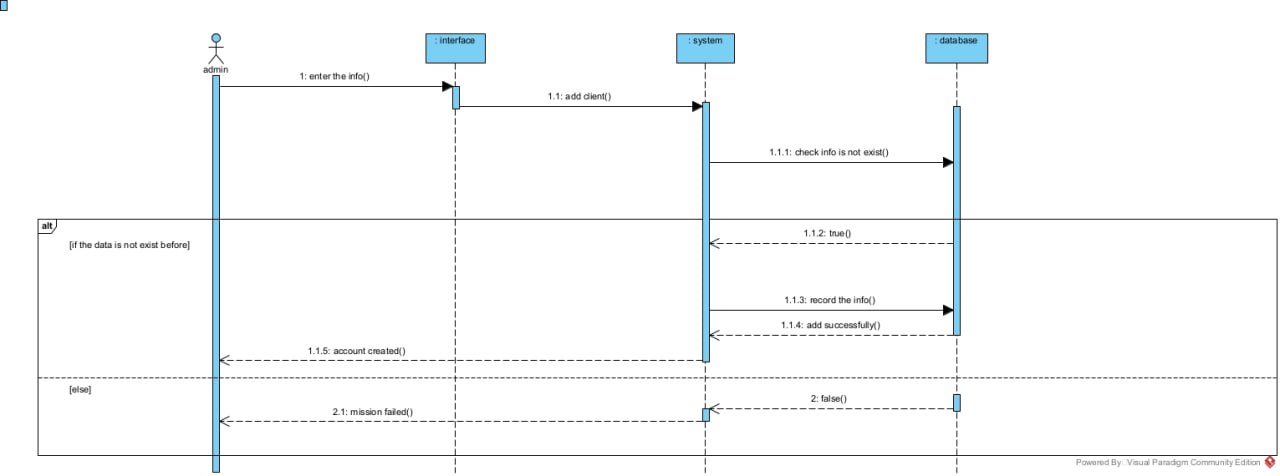 : interface
: system
: database
admin
1: enter the info()
1.1: add client()
1.1.1: check info is not exist()
alt
[if the data is not exist before]
1.1.2: true()
1.1.3: record the info()
1.1.4: add successfully()
1.1.5: account created()
[else]
2: false()
2.1: mission failed()
Powered By: Visual Paradigm Community Edition